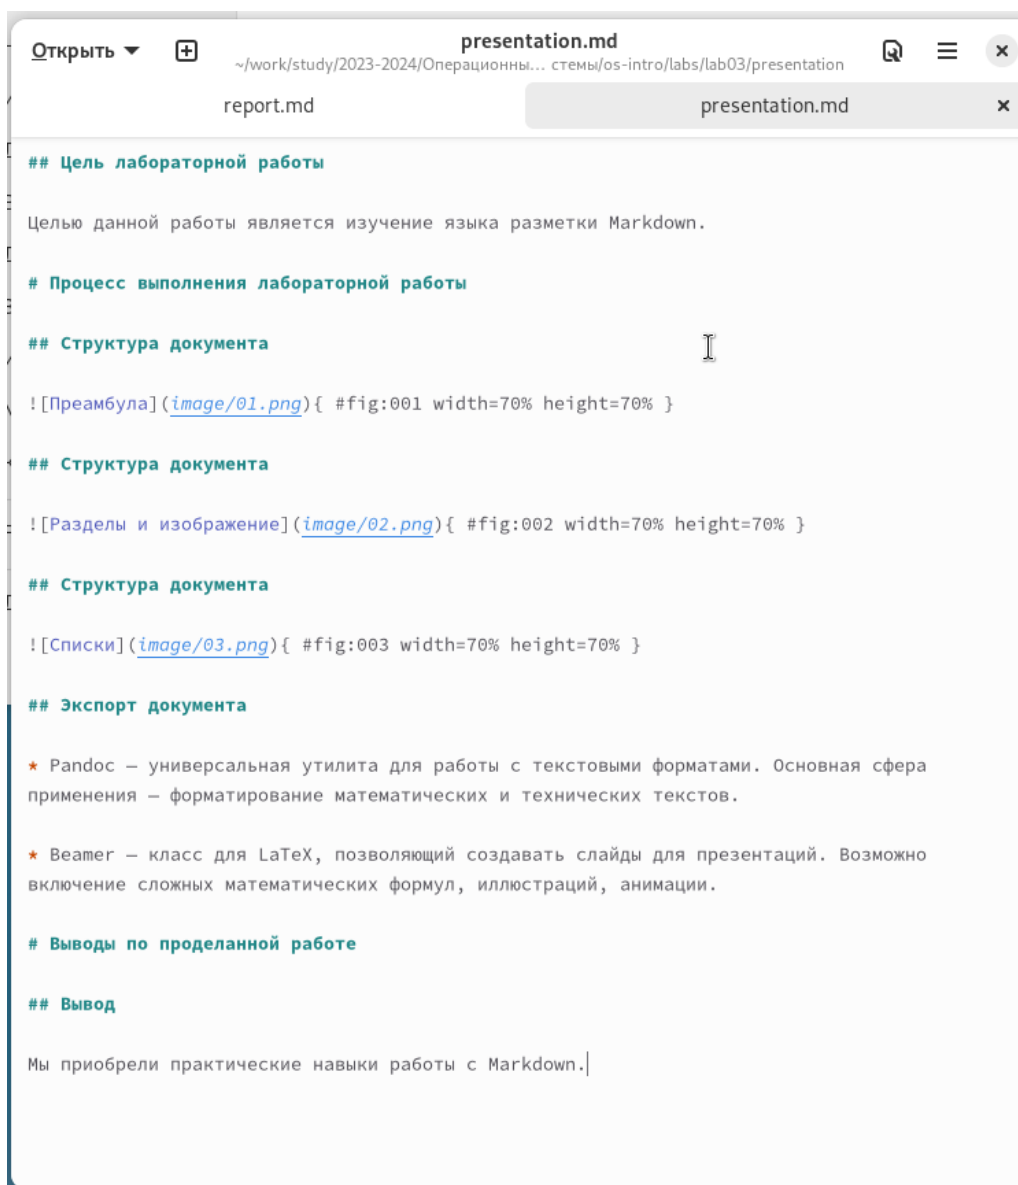 Открыть
presentation.md
~/work/study/2023-2024/Операционны… стемы/os-intro/labs/lab03/presentation
report.md
presentation.md
## Цель лабораторной работы
Целью данной работы является изучение языка разметки Markdown.
# Процесс выполнения лабораторной работы
## Структура документа
![Преамбула](image/01.png){ #fig:001 width=70% height=70% }
## Структура документа
![Разделы и изображение](image/02.png){ #fig:002 width=70% height=70% }
## Структура документа
![Списки](image/03.png){ #fig:003 width=70% height=70% }
## Экспорт документа
* Pandoc — универсальная утилита для работы с текстовыми форматами. Основная сфера
применения — форматирование математических и технических текстов.
* Beamer — класс для LaTeX, позволяющий создавать слайды для презентаций. Возможно
включение сложных математических формул, иллюстраций, анимации.
# Выводы по проделанной работе
## Вывод
Мы приобрели практические навыки работы с Markdown.